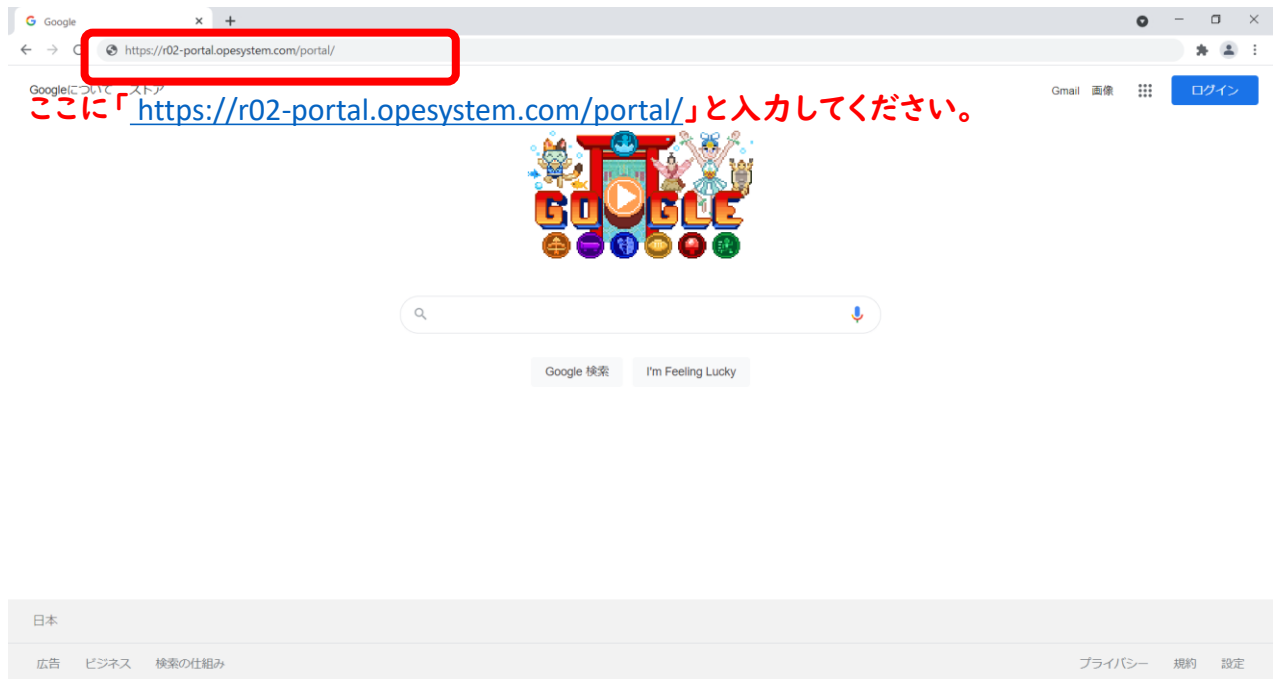 Google
https://r02-portal.opesystem.com/portal/
Googleについて ストア
Gmail 画像 ログイン
ここに「 https://r02-portal.opesystem.com/portal/」と入力してください。
GOOGLE
Google 検索 I'm Feeling Lucky
日本
広告 ビジネス 検索の仕組み プライバシー 規約 設定